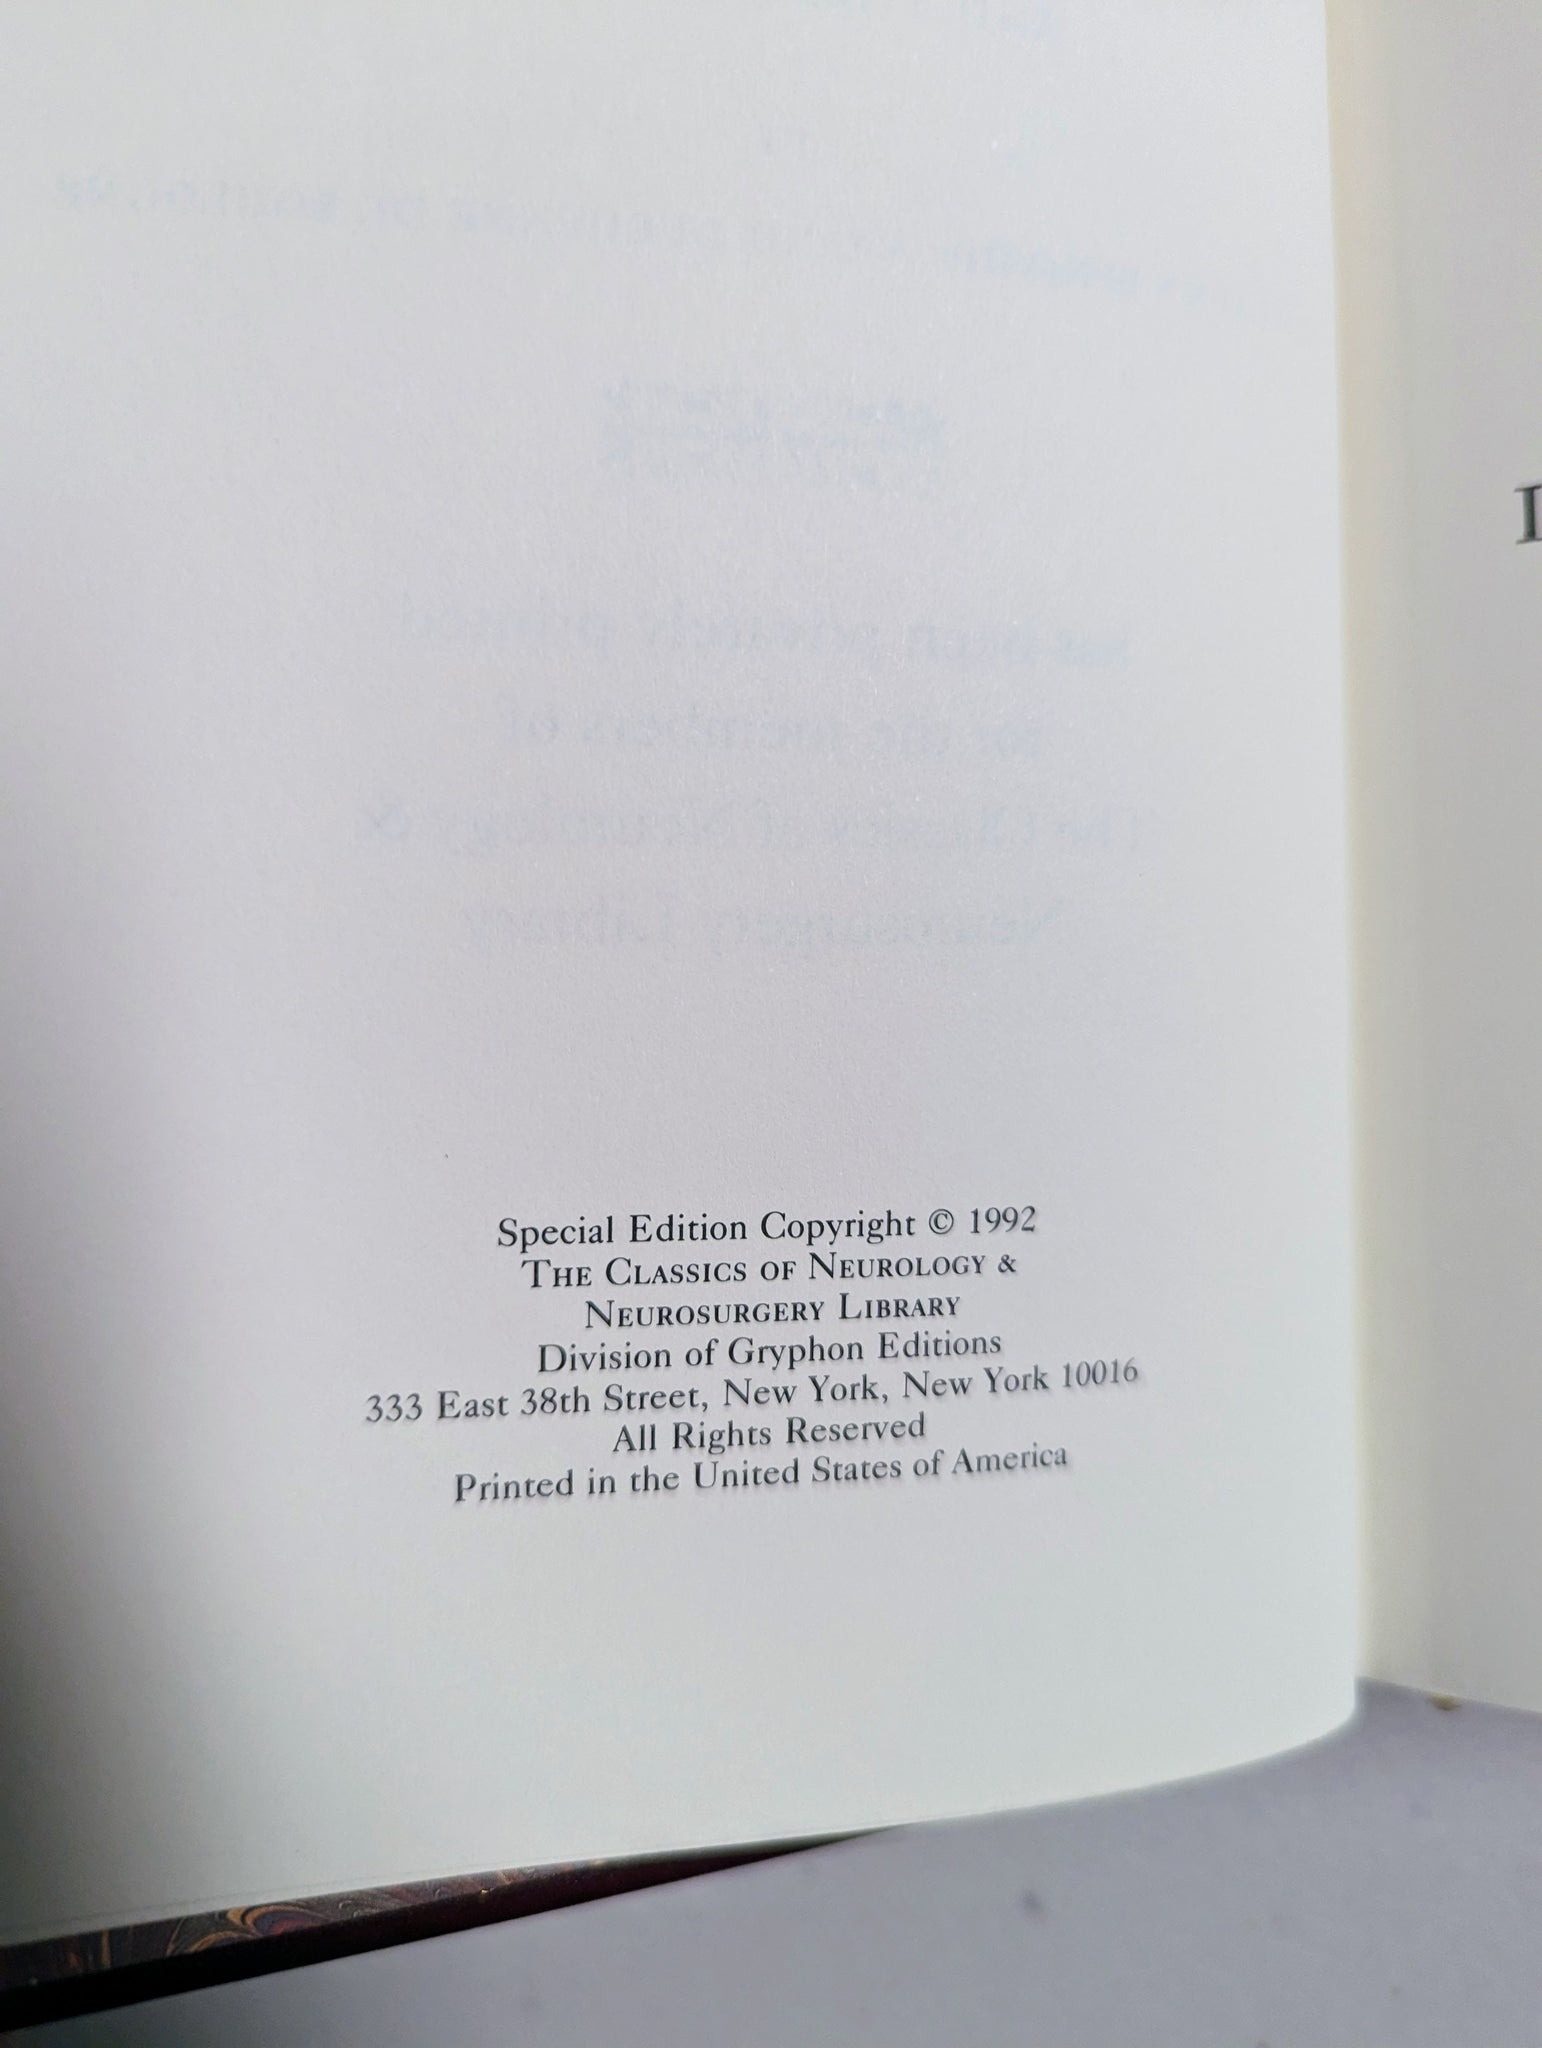 Special Edition Copyright © 1992
THE CLASSICS OF NEUROLOGY &
NEUROSURGERY LIBRARY
Division of Gryphon Editions
333 East 38th Street, New York, New York 10016
All Rights Reserved
Printed in the United States of America